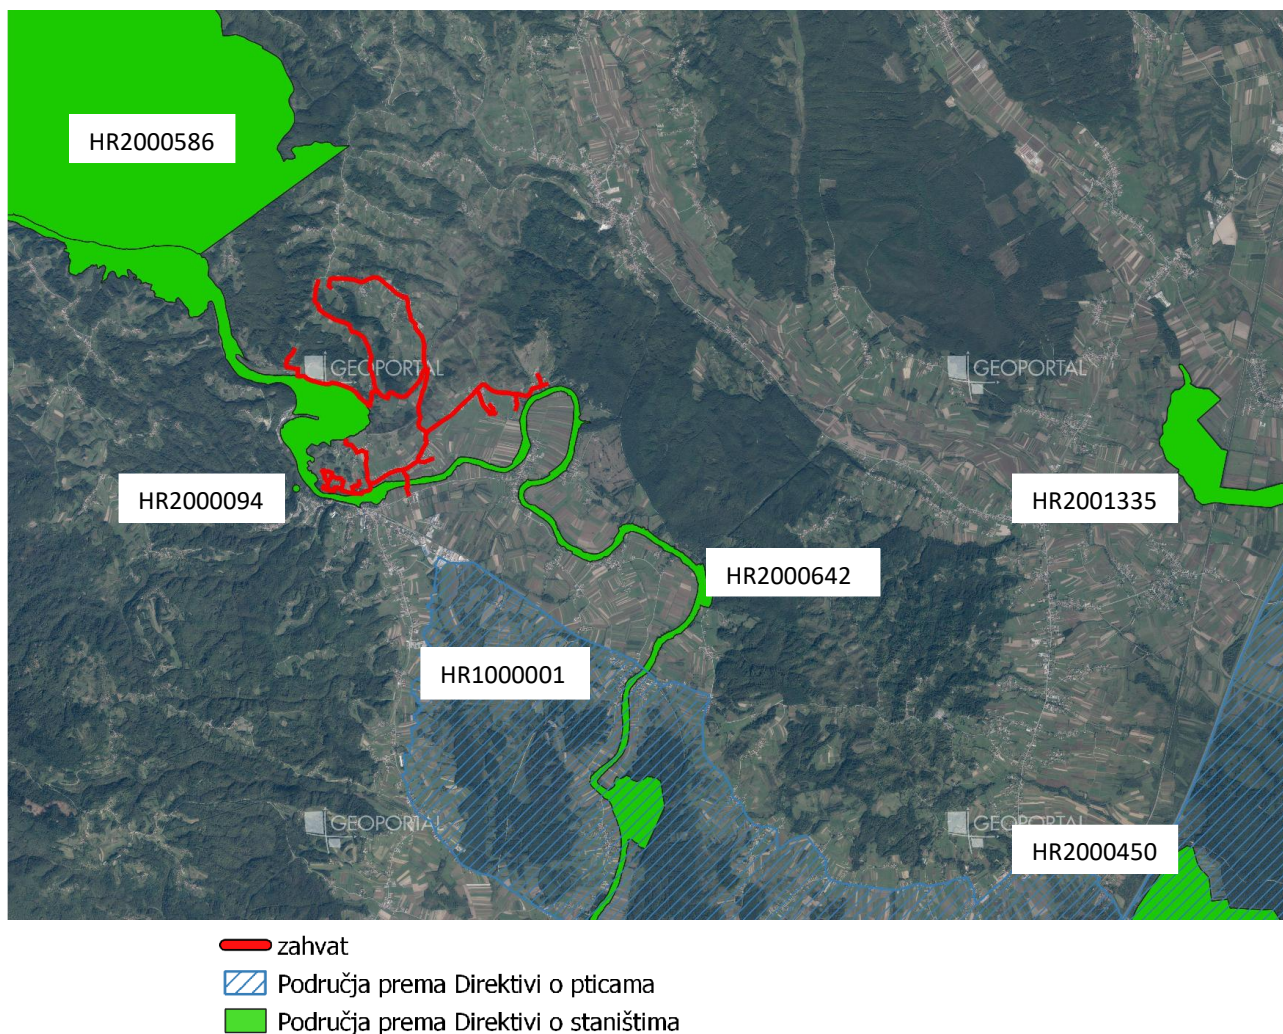 HR2000586
GEOPORTAL
GEOPORTAL
HR2000094
HR2001335
HR2000642
HR1000001
GEOPORTAL
GEOPORTAL
HR2000450
zahvat
Područja prema Direktivi o pticama
Područja prema Direktivi o staništima